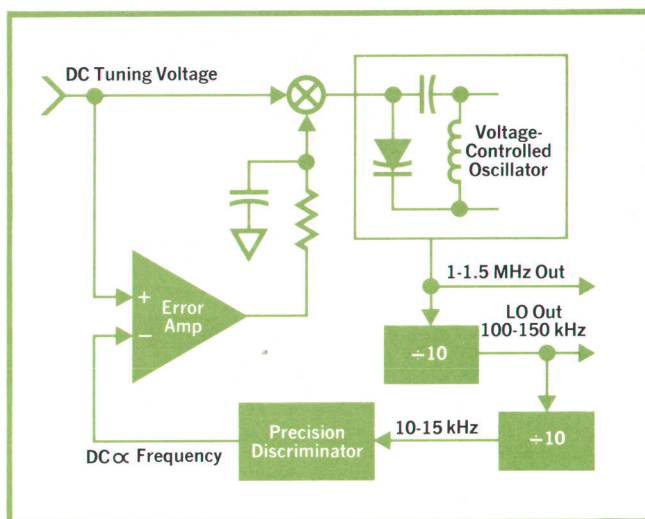 DC Tuning Voltage
Voltage-
Controlled
Oscillator
1-1.5 MHz Out
+
Error
Amp
−
LO Out
100-150 kHz
÷10
÷10
10-15 kHz
Precision
Discriminator
DC ∝ Frequency